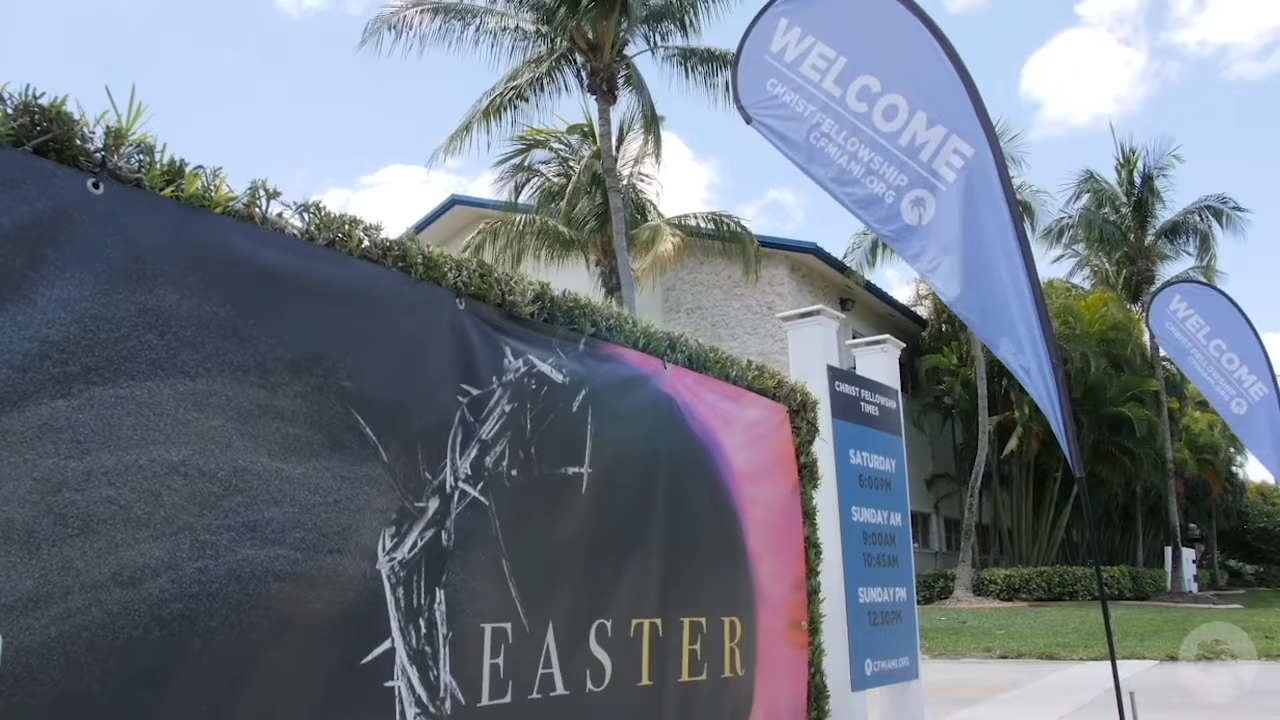 WELCOME
CHRIST FELLOWSHIP
CFMIAMI.ORG
WELCOME
CHRIST FELLOWSHIP
CFMIAMI.ORG
CHRIST FELLOWSHIP
TIMES
SATURDAY
6:00PM
SUNDAY AM
9:00AM
10:45AM
SUNDAY PM
12:30PM
CFMIAMI.ORG
EASTER